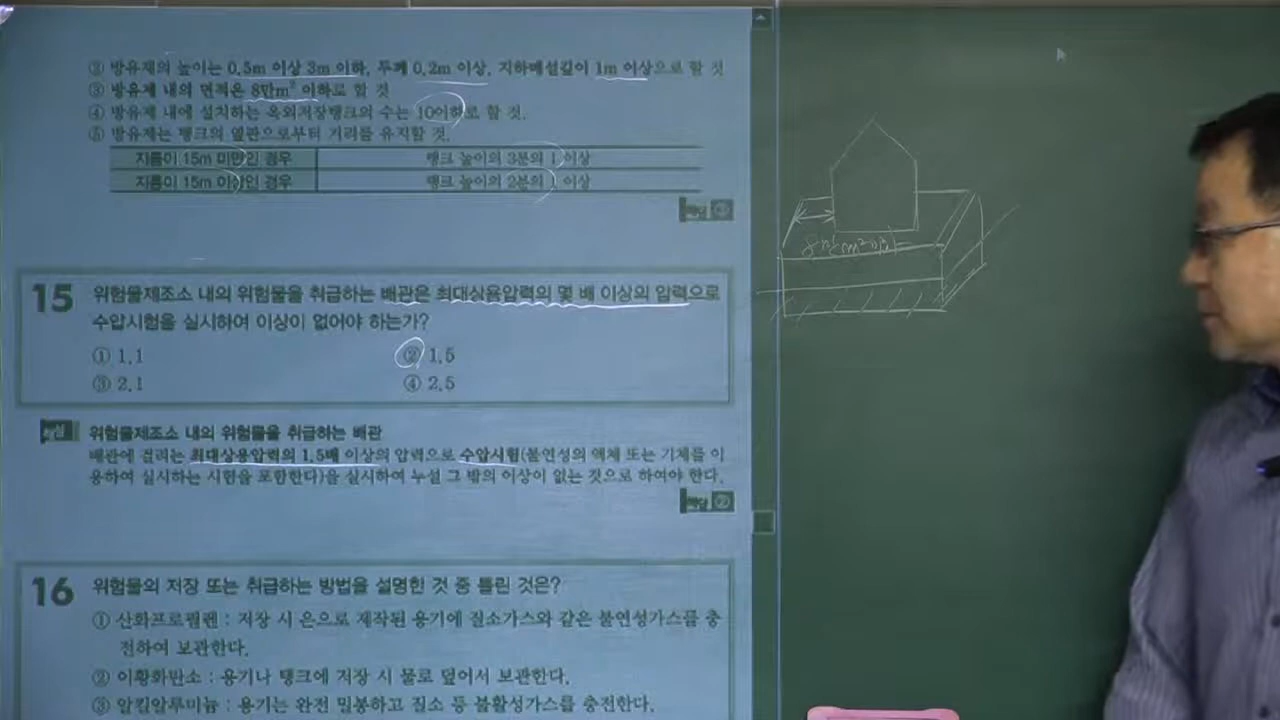 ② 방유제의 높이는 0.5m 이상 3m 이하, 두께 0.2m 이상, 지하매설깊이 1m 이상으로 할 것
③ 방유제 내의 면적은 8만m² 이하로 할 것
④ 방유제 내에 설치하는 옥외저장탱크의 수는 10이하로 할 것.
⑤ 방유제는 탱크의 옆판으로부터 거리를 유지할 것.
지름이 15m 미만인 경우 탱크 높이의 3분의 1 이상
지름이 15m 이상인 경우 탱크 높이의 2분의 1 이상
8만(m²이하)
15 위험물제조소 내의 위험물을 취급하는 배관은 최대상용압력의 몇 배 이상의 압력으로
수압시험을 실시하여 이상이 없어야 하는가?
① 1.1 ② 1.5
③ 2.1 ④ 2.5
해설 위험물제조소 내의 위험물을 취급하는 배관
배관에 걸리는 최대상용압력의 1.5배 이상의 압력으로 수압시험(불연성의 액체 또는 기체를 이
용하여 실시하는 시험을 포함한다)을 실시하여 누설 그 밖의 이상이 없는 것으로 하여야 한다.
정답 ②
16 위험물의 저장 또는 취급하는 방법을 설명한 것 중 틀린 것은?
① 산화프로필렌 : 저장 시 은으로 제작된 용기에 질소가스와 같은 불연성가스를 충
전하여 보관한다.
② 이황화탄소 : 용기나 탱크에 저장 시 물로 덮어서 보관한다.
③ 알킬알루미늄 : 용기는 완전 밀봉하고 질소 등 불활성가스를 충전한다.